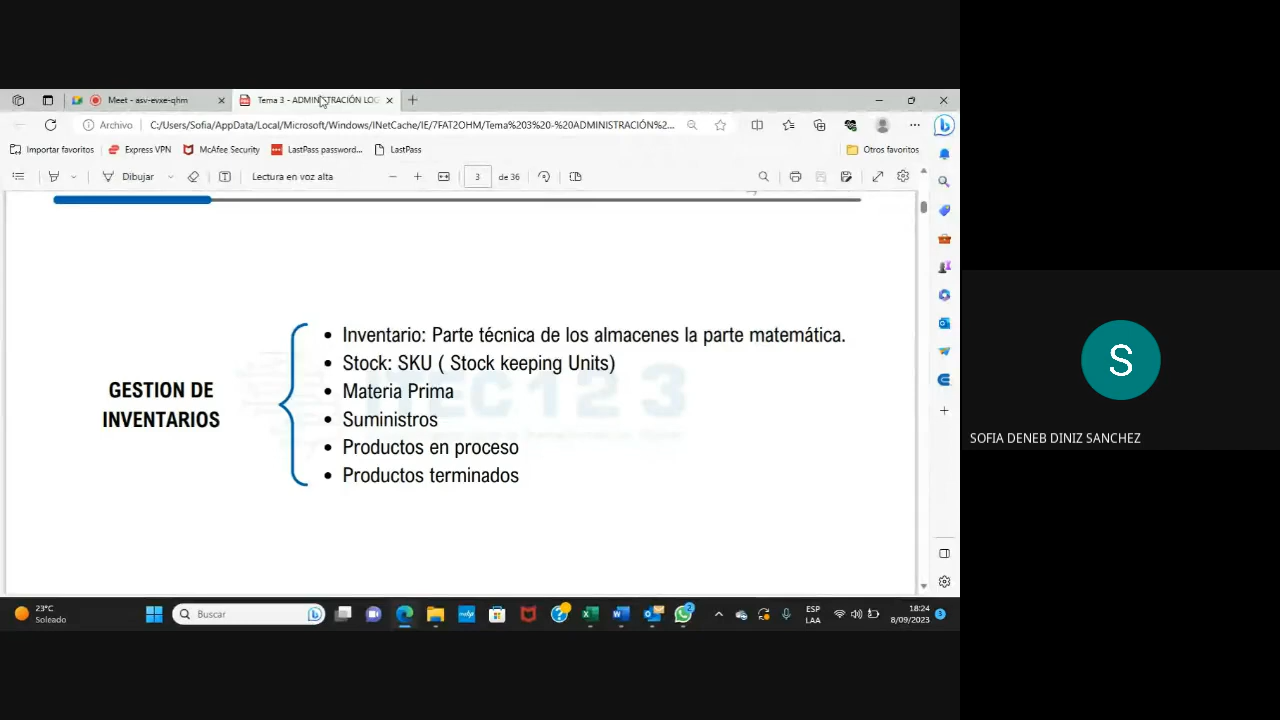 Meet - asv-evxe-qhm
Tema 3 - ADMINISTRACIÓN LOG
Archivo
C:/Users/Sofia/AppData/Local/Microsoft/Windows/INetCache/IE/7FAT2OHM/Tema%203%20-%20ADMINISTRACIÓN%2...
Importar favoritos
Express VPN
McAfee Security
LastPass password...
LastPass
Otros favoritos
Dibujar
Lectura en voz alta
3
de 36
GESTION DE
INVENTARIOS
• Inventario: Parte técnica de los almacenes la parte matemática.
• Stock: SKU ( Stock keeping Units)
• Materia Prima
• Suministros
• Productos en proceso
• Productos terminados
S
SOFIA DENEB DINIZ SANCHEZ
23°C
Soleado
Buscar
ESP
LAA
18:24
8/09/2023